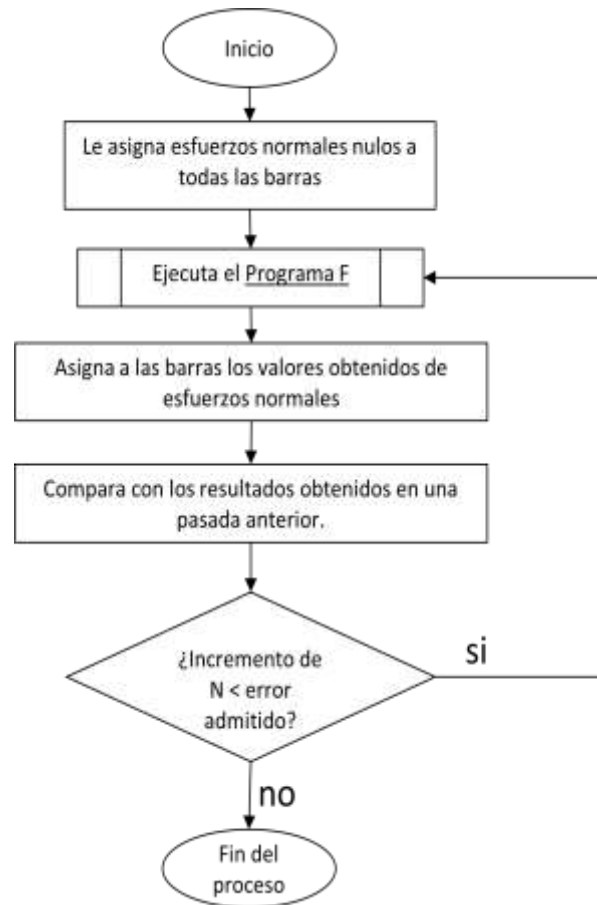 Inicio
Le asigna esfuerzos normales nulos a
todas las barras
Ejecuta el Programa F
Asigna a las barras los valores obtenidos de
esfuerzos normales
Compara con los resultados obtenidos en una
pasada anterior.
¿Incremento de
N < error
admitido?
si
no
Fin del
proceso